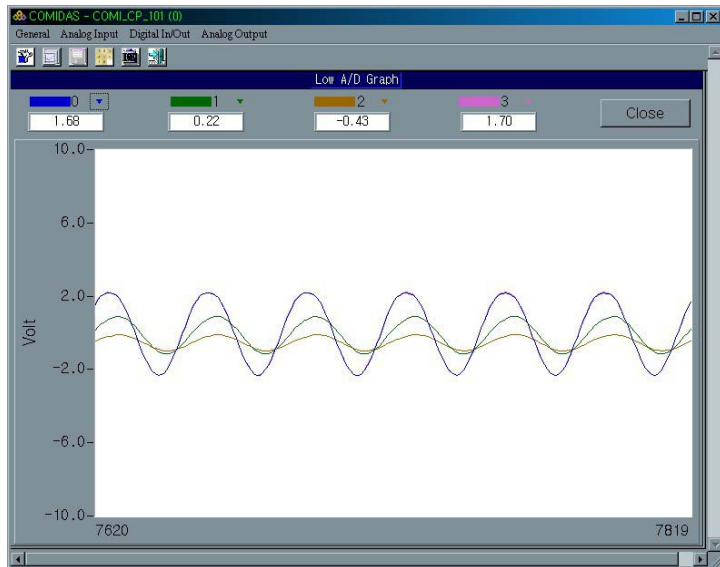 COMIDAS - COMI_CP_101 (0)
General Analog Input Digital In/Out Analog Output
Low A/D Graph
0 1 2 3
1.68 0.22 -0.43 1.70
Close
10.0-
6.0-
2.0-
Volt
-2.0-
-6.0-
-10.0-
7620 7819